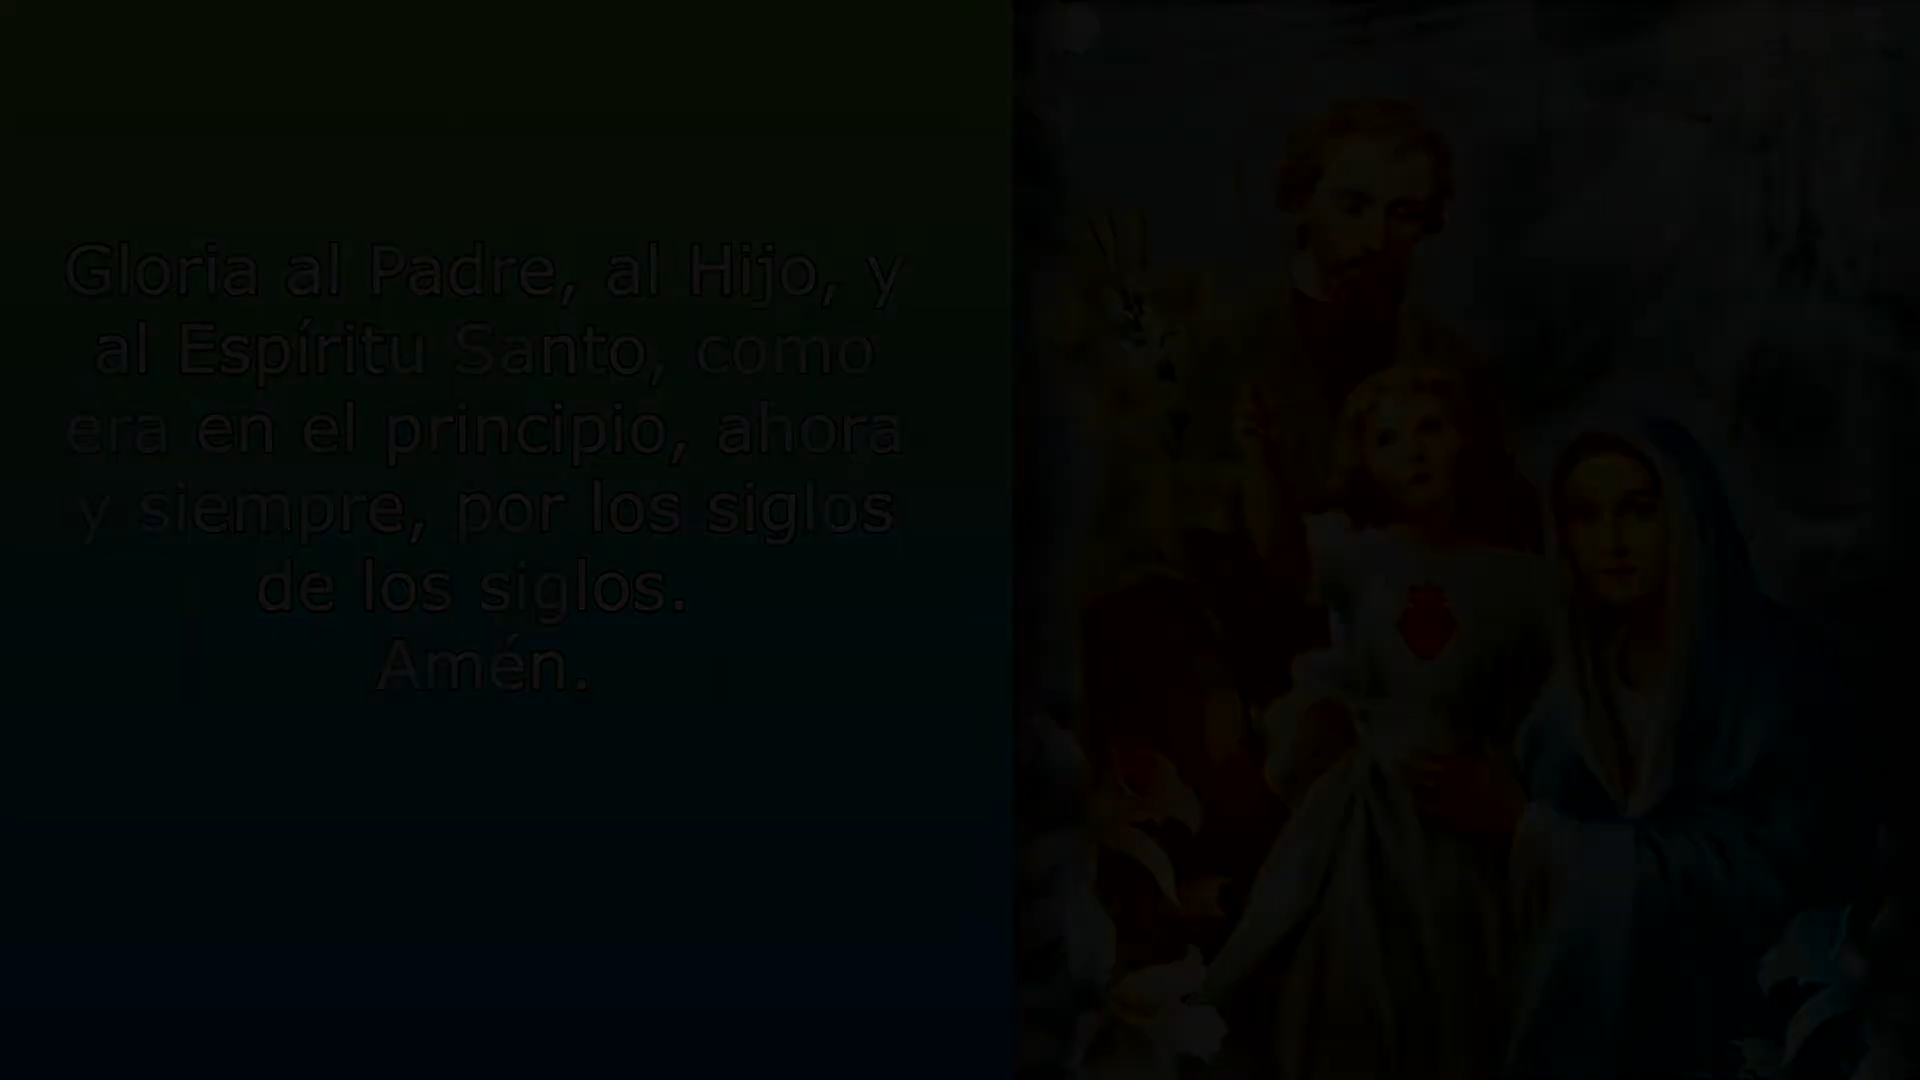 Gloria al Padre, al Hijo, y
al Espíritu Santo, como
era en el principio, ahora
y siempre, por los siglos
de los siglos.
Amén.